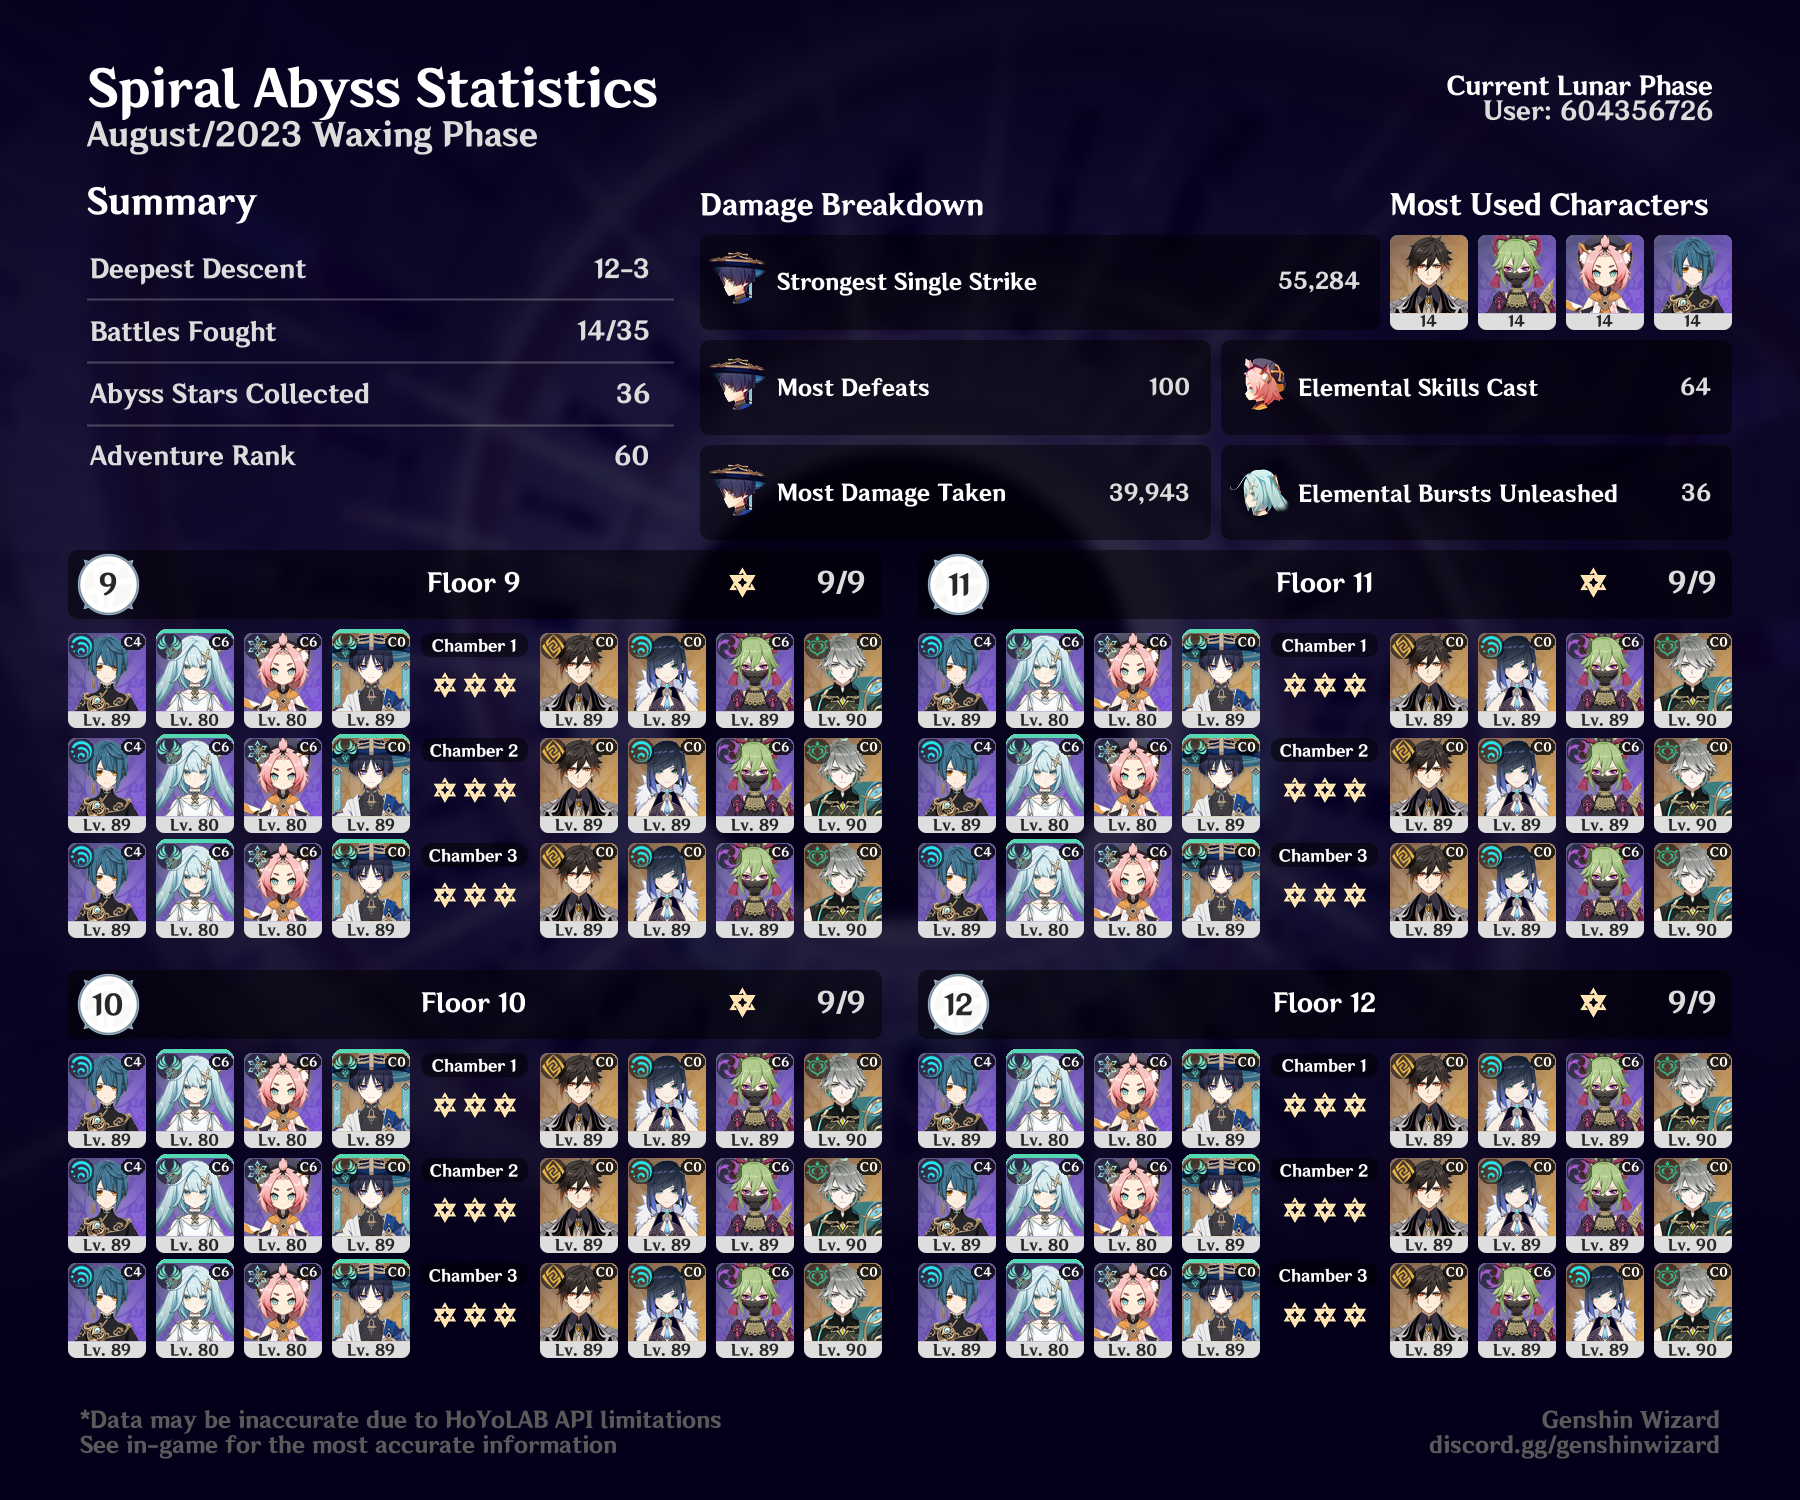 Spiral Abyss Statistics
August/2023 Waxing Phase
Current Lunar Phase
User: 604356726
Summary
Deepest Descent 12-3
Battles Fought 14/35
Abyss Stars Collected 36
Adventure Rank 60
Damage Breakdown
Strongest Single Strike 55,284
Most Defeats 100
Elemental Skills Cast 64
Most Damage Taken 39,943
Elemental Bursts Unleashed 36
Most Used Characters
14 14 14 14
9 Floor 9 9/9
C4 C6 C6 C0 Chamber 1 C0 C0 C6 C0
Lv. 89 Lv. 80 Lv. 80 Lv. 89 Lv. 89 Lv. 89 Lv. 89 Lv. 90
C4 C6 C6 C0 Chamber 2 C0 C0 C6 C0
Lv. 89 Lv. 80 Lv. 80 Lv. 89 Lv. 89 Lv. 89 Lv. 89 Lv. 90
C4 C6 C6 C0 Chamber 3 C0 C0 C6 C0
Lv. 89 Lv. 80 Lv. 80 Lv. 89 Lv. 89 Lv. 89 Lv. 89 Lv. 90
11 Floor 11 9/9
C4 C6 C6 C0 Chamber 1 C0 C0 C6 C0
Lv. 89 Lv. 80 Lv. 80 Lv. 89 Lv. 89 Lv. 89 Lv. 89 Lv. 90
C4 C6 C6 C0 Chamber 2 C0 C0 C6 C0
Lv. 89 Lv. 80 Lv. 80 Lv. 89 Lv. 89 Lv. 89 Lv. 89 Lv. 90
C4 C6 C6 C0 Chamber 3 C0 C0 C6 C0
Lv. 89 Lv. 80 Lv. 80 Lv. 89 Lv. 89 Lv. 89 Lv. 89 Lv. 90
10 Floor 10 9/9
C4 C6 C6 C0 Chamber 1 C0 C0 C6 C0
Lv. 89 Lv. 80 Lv. 80 Lv. 89 Lv. 89 Lv. 89 Lv. 89 Lv. 90
C4 C6 C6 C0 Chamber 2 C0 C0 C6 C0
Lv. 89 Lv. 80 Lv. 80 Lv. 89 Lv. 89 Lv. 89 Lv. 89 Lv. 90
C4 C6 C6 C0 Chamber 3 C0 C0 C6 C0
Lv. 89 Lv. 80 Lv. 80 Lv. 89 Lv. 89 Lv. 89 Lv. 89 Lv. 90
12 Floor 12 9/9
C4 C6 C6 C0 Chamber 1 C0 C0 C6 C0
Lv. 89 Lv. 80 Lv. 80 Lv. 89 Lv. 89 Lv. 89 Lv. 89 Lv. 90
C4 C6 C6 C0 Chamber 2 C0 C0 C6 C0
Lv. 89 Lv. 80 Lv. 80 Lv. 89 Lv. 89 Lv. 89 Lv. 89 Lv. 90
C4 C6 C6 C0 Chamber 3 C0 C6 C0 C0
Lv. 89 Lv. 80 Lv. 80 Lv. 89 Lv. 89 Lv. 89 Lv. 89 Lv. 90
*Data may be inaccurate due to HoYoLAB API limitations
See in-game for the most accurate information
Genshin Wizard
discord.gg/genshinwizard